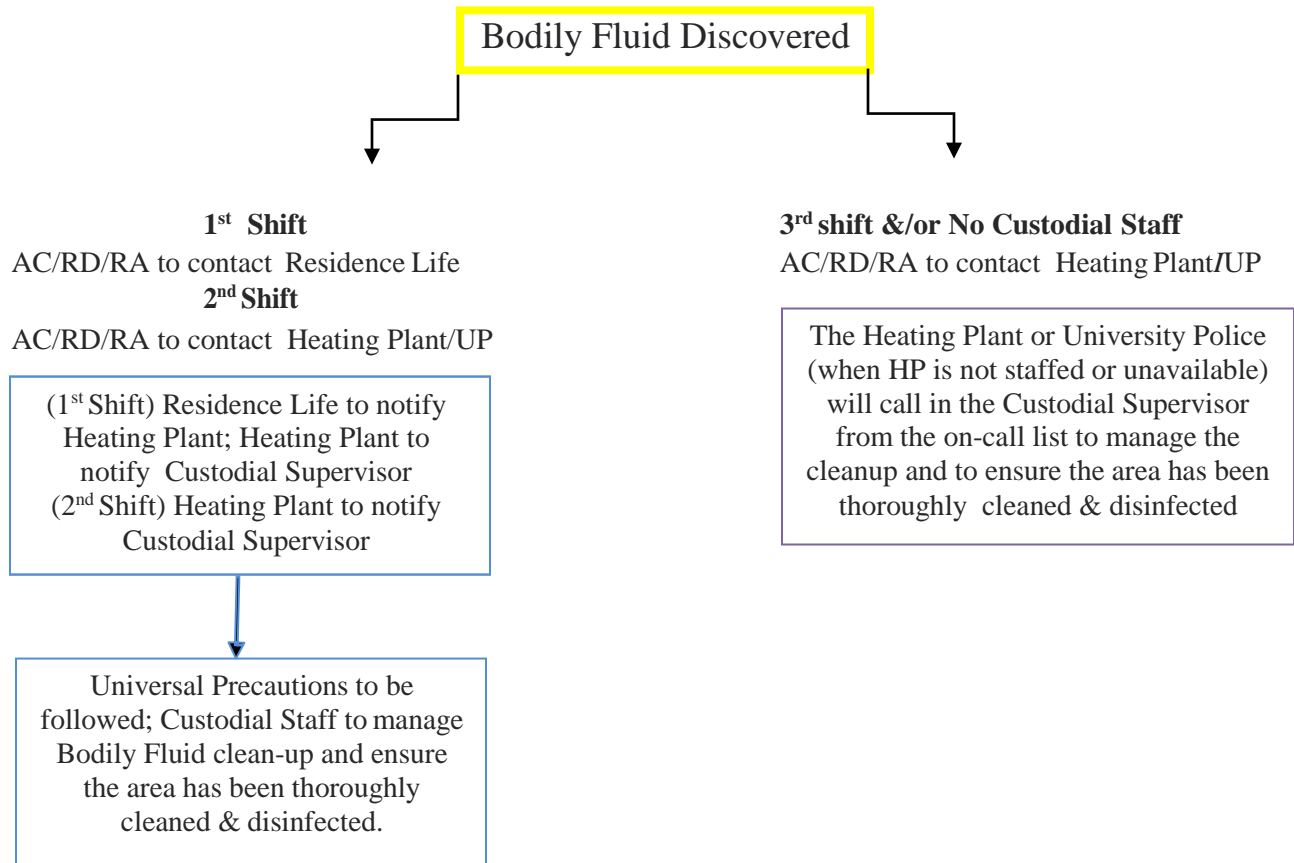 Bodily Fluid Discovered
1st Shift
AC/RD/RA to contact Residence Life
2nd Shift
AC/RD/RA to contact Heating Plant/UP
(1st Shift) Residence Life to notify
Heating Plant; Heating Plant to
notify Custodial Supervisor
(2nd Shift) Heating Plant to notify
Custodial Supervisor
Universal Precautions to be
followed; Custodial Staff to manage
Bodily Fluid clean-up and ensure
the area has been thoroughly
cleaned & disinfected.
3rd shift &/or No Custodial Staff
AC/RD/RA to contact Heating Plant/UP
The Heating Plant or University Police
(when HP is not staffed or unavailable)
will call in the Custodial Supervisor
from the on-call list to manage the
cleanup and to ensure the area has been
thoroughly cleaned & disinfected